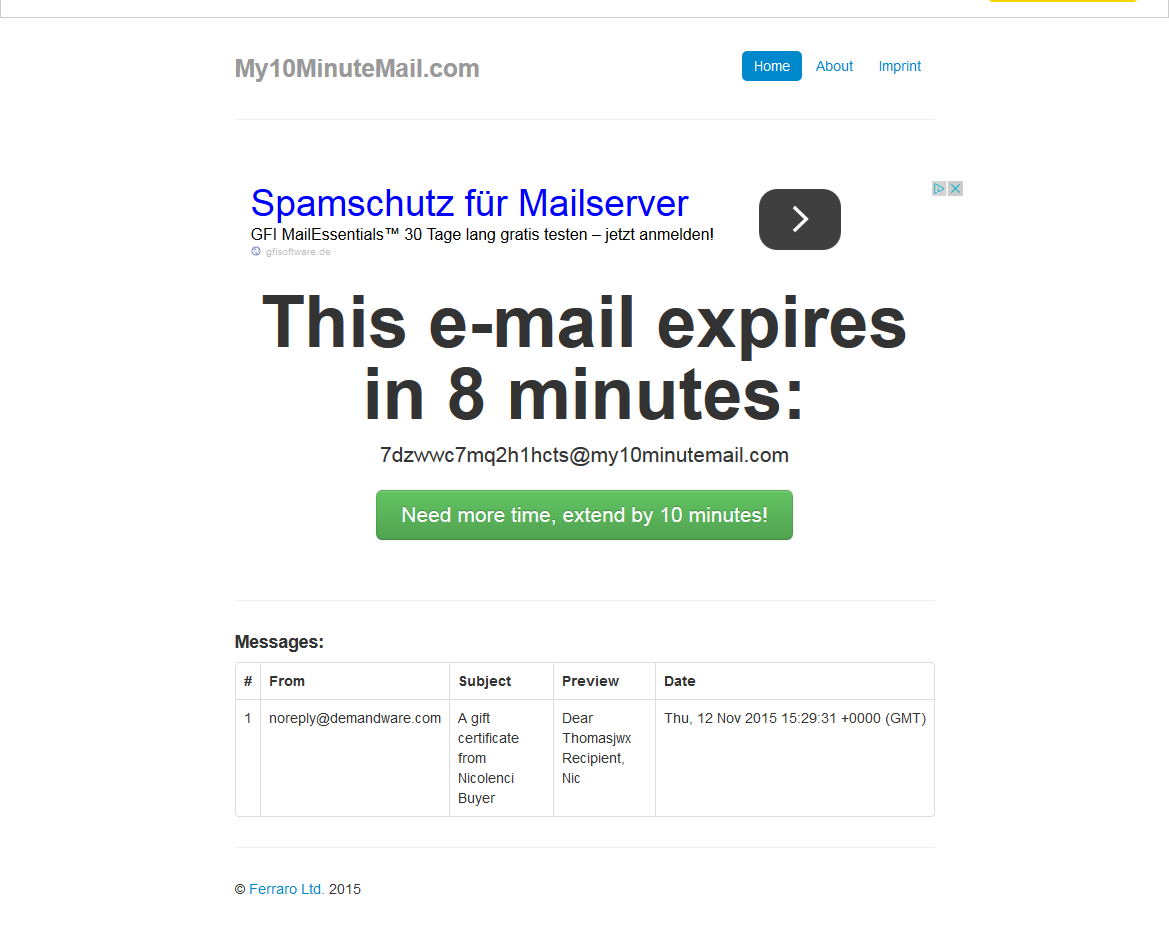 My10MinuteMail.com
Home About Imprint
Spamschutz für Mailserver
GFI MailEssentials™ 30 Tage lang gratis testen – jetzt anmelden!
gfisoftware.de
This e-mail expires
in 8 minutes:
7dzwwc7mq2h1hcts@my10minutemail.com
Need more time, extend by 10 minutes!
Messages:
# From Subject Preview Date
1 noreply@demandware.com A gift Dear Thu, 12 Nov 2015 15:29:31 +0000 (GMT)
certificate Thomasjwx
from Recipient,
Nicolenci Nic
Buyer
© Ferraro Ltd. 2015